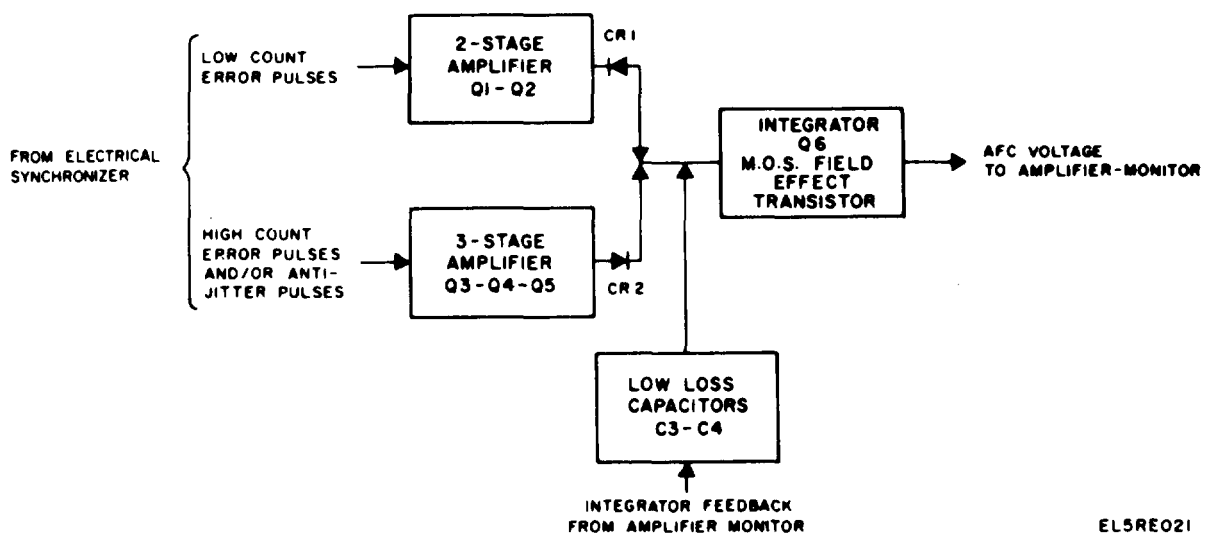 FROM ELECTRICAL
SYNCHRONIZER
LOW COUNT
ERROR PULSES
HIGH COUNT
ERROR PULSES
AND/OR ANTI-
JITTER PULSES
2-STAGE
AMPLIFIER
Q1-Q2
CR1
3-STAGE
AMPLIFIER
Q3-Q4-Q5
CR2
INTEGRATOR
Q6
M.O.S. FIELD
EFFECT
TRANSISTOR
AFC VOLTAGE
TO AMPLIFIER-MONITOR
LOW LOSS
CAPACITORS
C3-C4
INTEGRATOR FEEDBACK
FROM AMPLIFIER MONITOR
EL5RE021